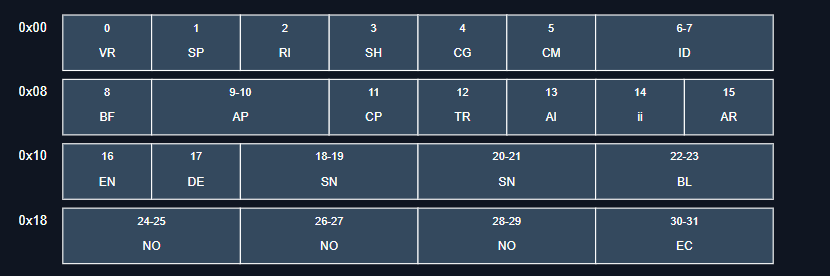 0x00 0 1 2 3 4 5 6-7
VR SP RI SH CG CM ID
0x08 8 9-10 11 12 13 14 15
BF AP CP TR AI ii AR
0x10 16 17 18-19 20-21 22-23
EN DE SN SN BL
0x18 24-25 26-27 28-29 30-31
NO NO NO EC